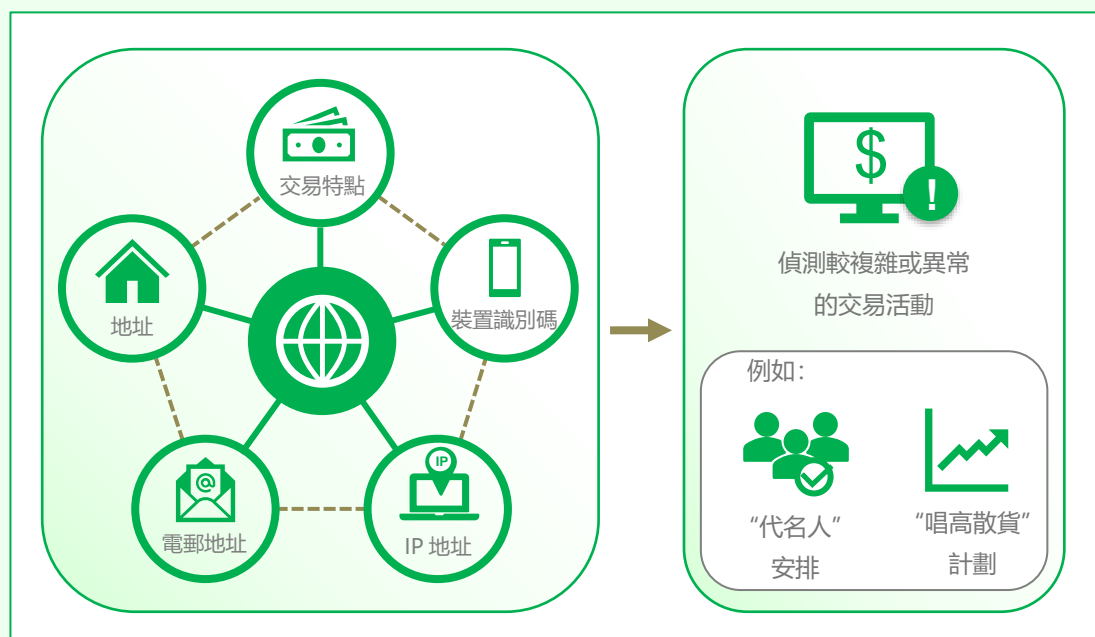 交易特點
地址
裝置識別碼
電郵地址
@
IP
IP 地址
$
!
偵測較複雜或異常
的交易活動
例如：
“代名人”
安排
“唱高散貨”
計劃